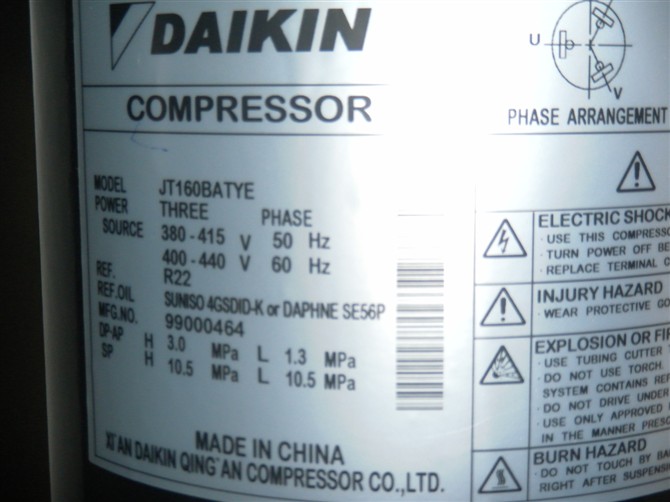 DAIKIN
COMPRESSOR
MODEL JT160BATYE
POWER THREE PHASE
SOURCE 380-415 V 50 Hz
400-440 V 60 Hz
REF. R22
REF.OIL SUNISO 4GSDID-K or DAPHNE SE56P
MFG.NO. 99000464
DP-AP H 3.0 MPa L 1.3 MPa
SP H 10.5 MPa L 10.5 MPa
MADE IN CHINA
XI'AN DAIKIN QING'AN COMPRESSOR CO.,LTD.
U
V
PHASE ARRANGEMENT
ELECTRIC SHOCK
· USE THIS COMPRESSO
· TURN POWER OFF BE
· REPLACE TERMINAL C
INJURY HAZARD
· WEAR PROTECTIVE GO
EXPLOSION OR FIR
· USE TUBING CUTTER
· DO NOT USE TORCH.
SYSTEM CONTAINS RE
· DO NOT DRIVE UNDER
· USE ONLY APPROVED
IN THE MANNER PRESC
BURN HAZARD
· DO NOT TOUCH BY BA
RIGHT AFTER SUSPENS